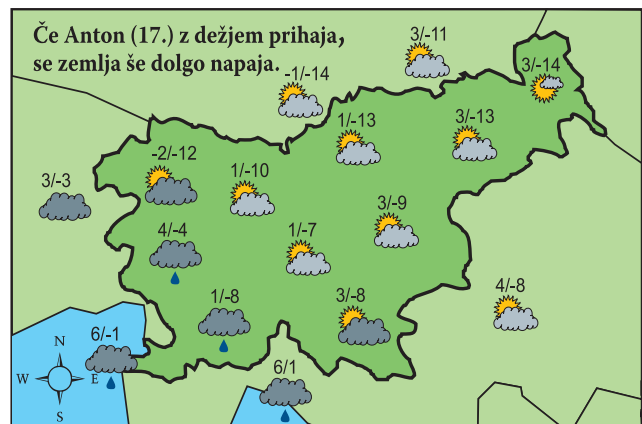 Če Anton (17.) z dežjem prihaja,
se zemlja še dolgo napaja.
3/-11
-1/-14
3/-14
1/-13
3/-13
-2/-12
1/-10
3/-3
3/-9
4/-4
1/-7
1/-8
3/-8
4/-8
6/-1
6/1
N
W
E
S